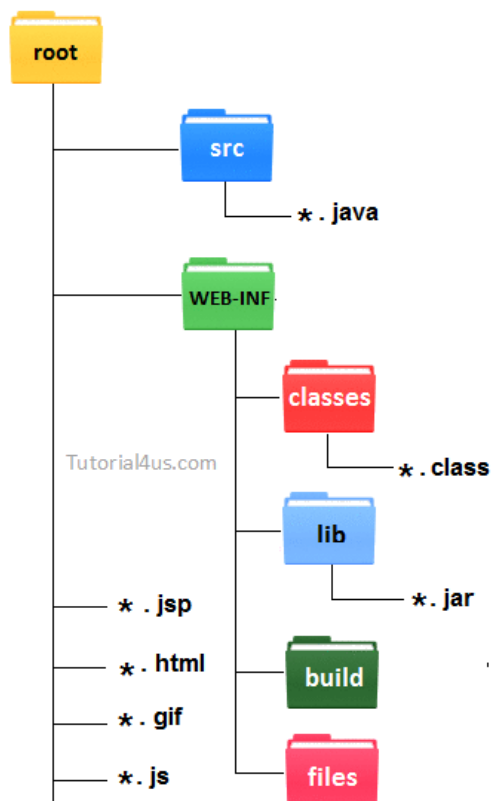 root
src
*.java
WEB-INF
classes
*.class
Tutorial4us.com
lib
*.jar
*.jsp
*.html
build
*.gif
files
*.js